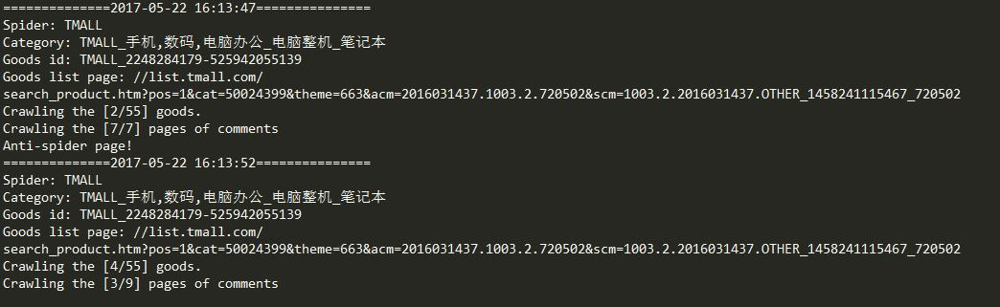 ==============2017-05-22 16:13:47===============
Spider: TMALL
Category: TMALL_手机,数码,电脑办公_电脑整机_笔记本
Goods id: TMALL_2248284179-525942055139
Goods list page: //list.tmall.com/
search_product.htm?pos=1&cat=50024399&theme=663&acm=2016031437.1003.2.720502&scm=1003.2.2016031437.OTHER_1458241115467_720502
Crawling the [2/55] goods.
Crawling the [7/7] pages of comments
Anti-spider page!
==============2017-05-22 16:13:52===============
Spider: TMALL
Category: TMALL_手机,数码,电脑办公_电脑整机_笔记本
Goods id: TMALL_2248284179-525942055139
Goods list page: //list.tmall.com/
search_product.htm?pos=1&cat=50024399&theme=663&acm=2016031437.1003.2.720502&scm=1003.2.2016031437.OTHER_1458241115467_720502
Crawling the [4/55] goods.
Crawling the [3/9] pages of comments